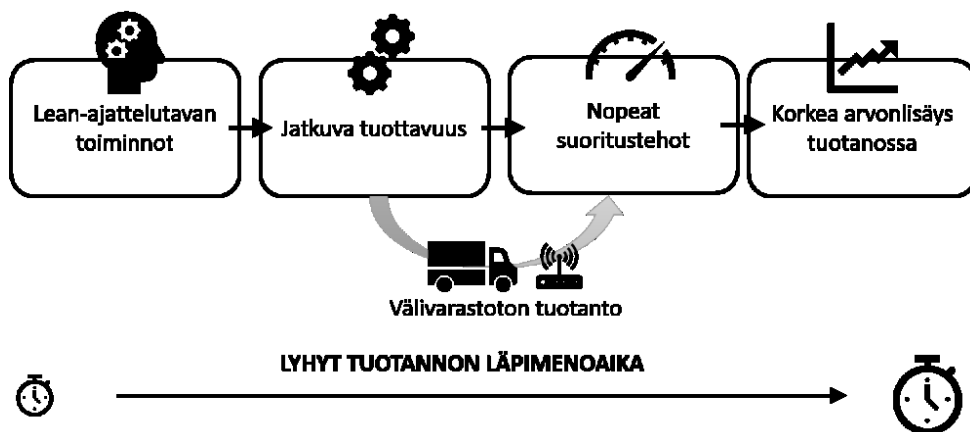 Lean-ajattelutavan
toiminnot
Jatkuva tuottavuus
Nopeat
suoritustehot
Korkea arvonlisäys
tuotanossa
Välivarastoton tuotanto
LYHYT TUOTANNON LÄPIMENOAIKA